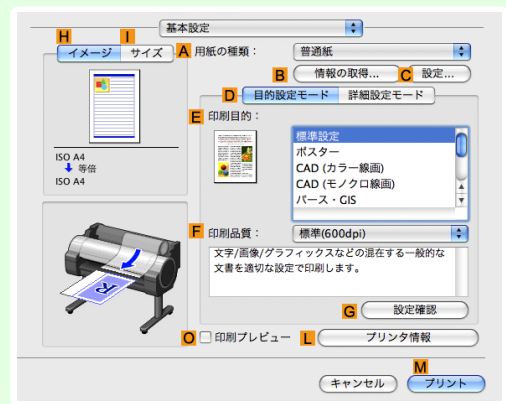 基本設定
H
I
イメージ
サイズ
A
用紙の種類：
普通紙
B
情報の取得...
C
設定...
D
目的設定モード
詳細設定モード
E
印刷目的：
標準設定
ポスター
CAD (カラー線画)
CAD (モノクロ線画)
パース・GIS
ISO A4
等倍
ISO A4
F
印刷品質：
標準(600dpi)
文字/画像/グラフィックスなどの混在する一般的な
文書を適切な設定で印刷します。
G
設定確認
O
印刷プレビュー
L
プリンタ情報
M
キャンセル
プリント